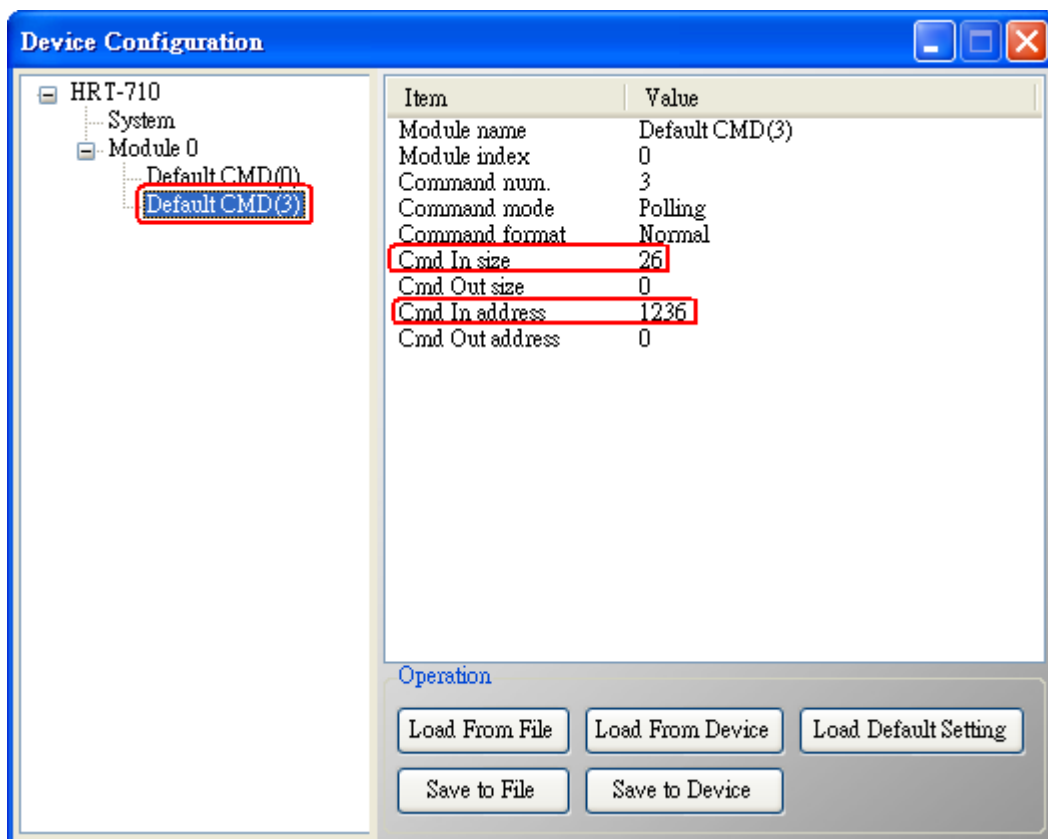 Device Configuration
HRT-710
System
Module 0
Default CMD(0)
Default CMD(3)
Item Value
Module name Default CMD(3)
Module index 0
Command num. 3
Command mode Polling
Command format Normal
Cmd In size 26
Cmd Out size 0
Cmd In address 1236
Cmd Out address 0
Operation
Load From File Load From Device Load Default Setting
Save to File Save to Device